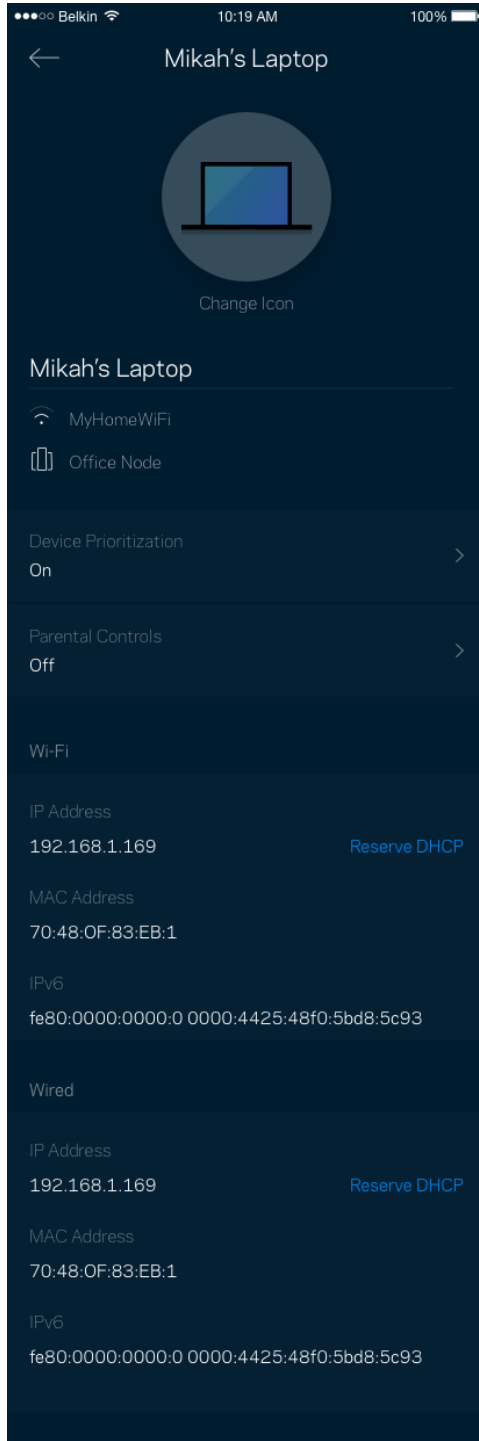 Belkin 10:19 AM 100%
Mikah's Laptop
Change Icon
Mikah's Laptop
MyHomeWiFi
Office Node
Device Prioritization
On
Parental Controls
Off
Wi-Fi
IP Address
192.168.1.169 Reserve DHCP
MAC Address
70:48:0F:83:EB:1
IPv6
fe80:0000:0000:0 0000:4425:48f0:5bd8:5c93
Wired
IP Address
192.168.1.169 Reserve DHCP
MAC Address
70:48:0F:83:EB:1
IPv6
fe80:0000:0000:0 0000:4425:48f0:5bd8:5c93